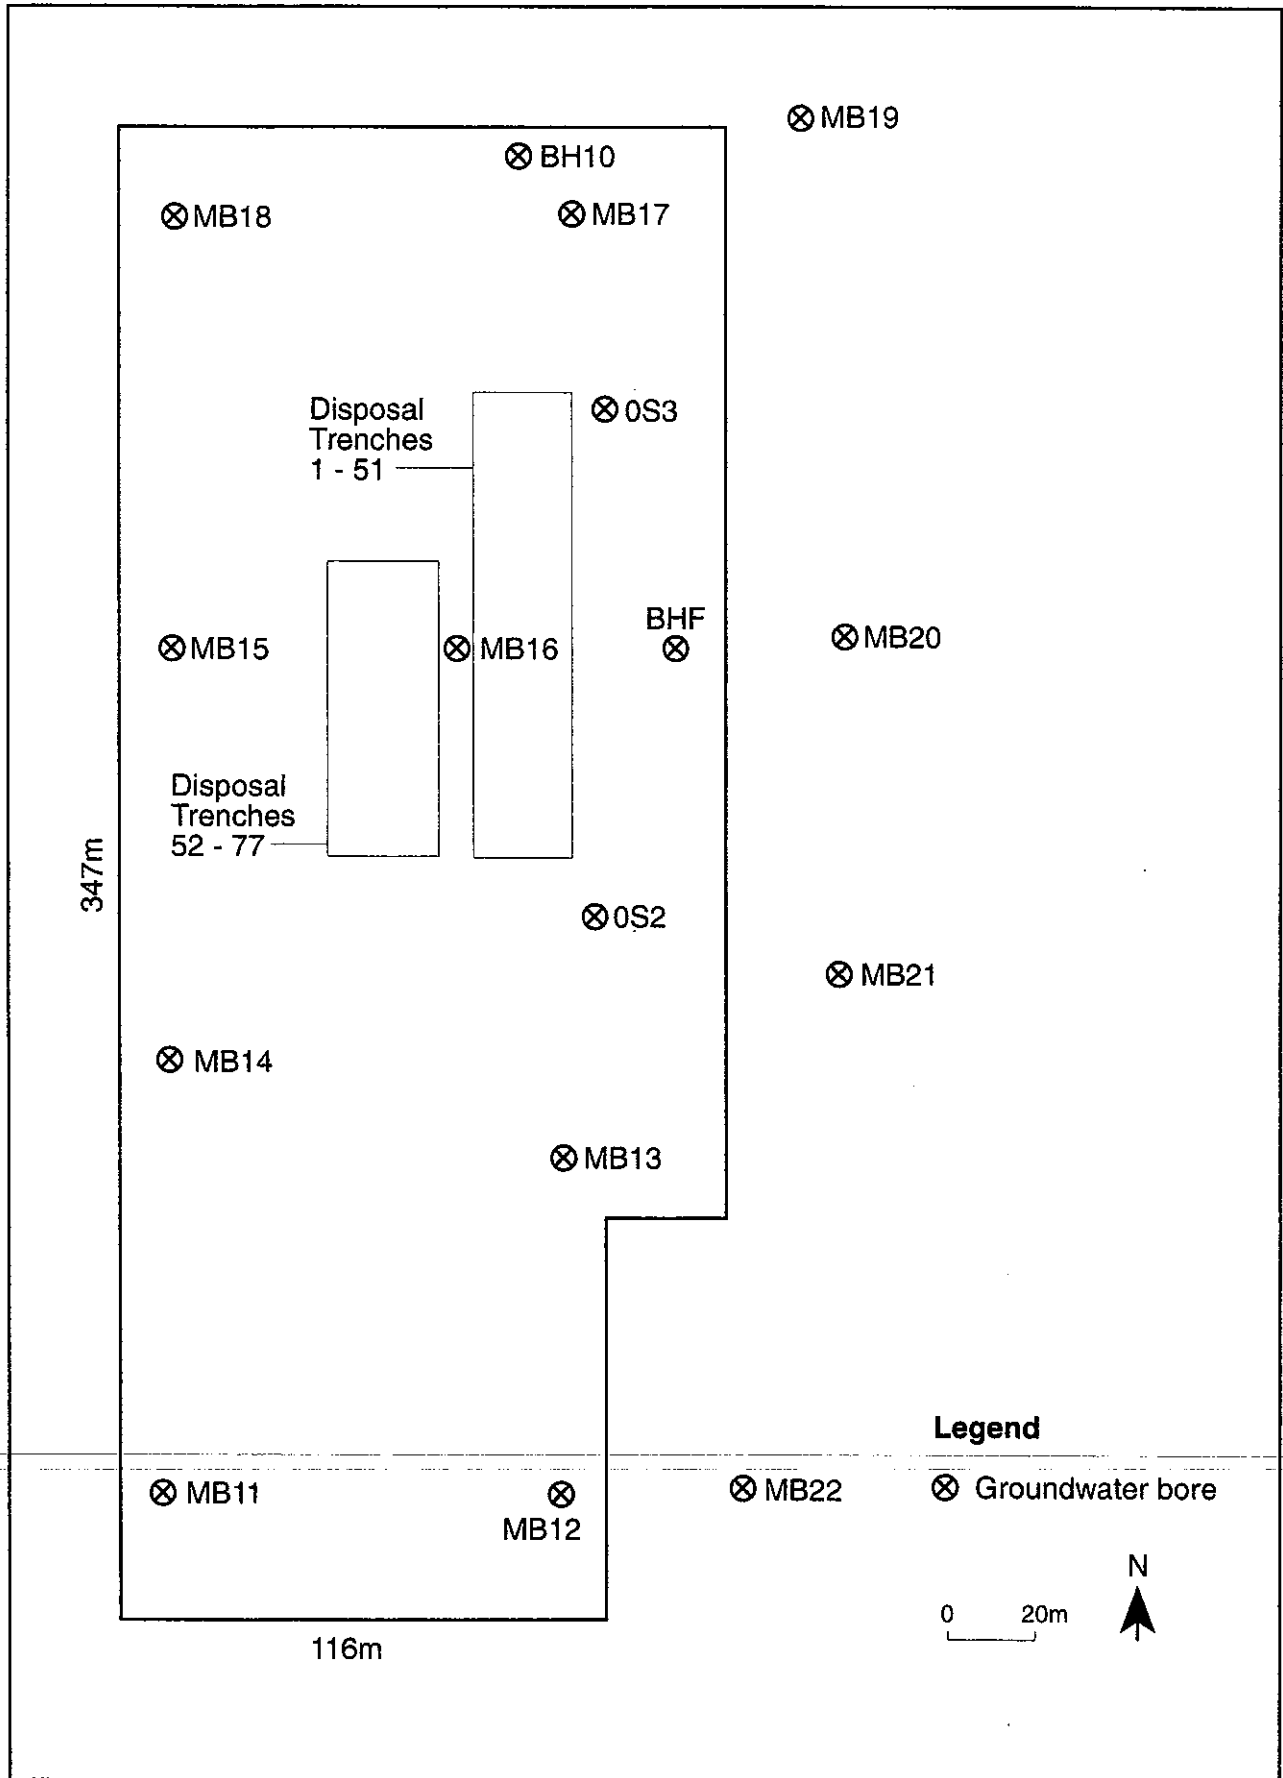 MB19
BH10
MB18
MB17
Disposal
Trenches
1 - 51
0S3
BHF
MB15
MB16
MB20
Disposal
Trenches
52 - 77
347m
0S2
MB21
MB14
MB13
Legend
MB11
MB12
MB22
Groundwater bore
N
0 20m
116m